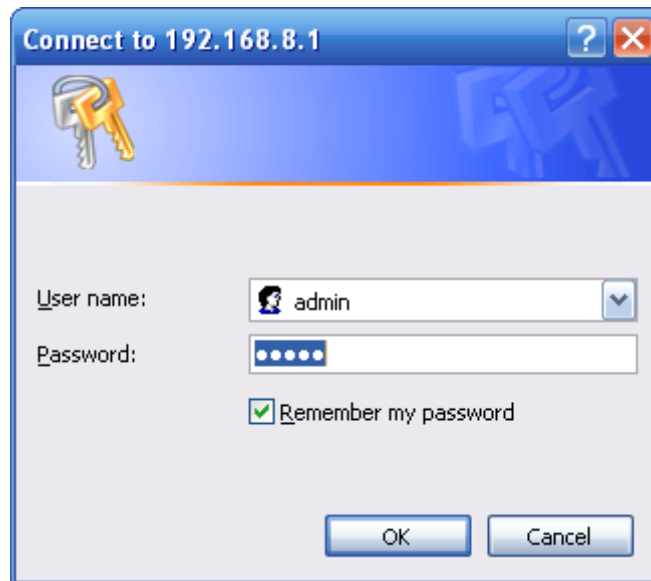 Connect to 192.168.8.1
User name:
admin
Password:
●●●●●
Remember my password
OK
Cancel